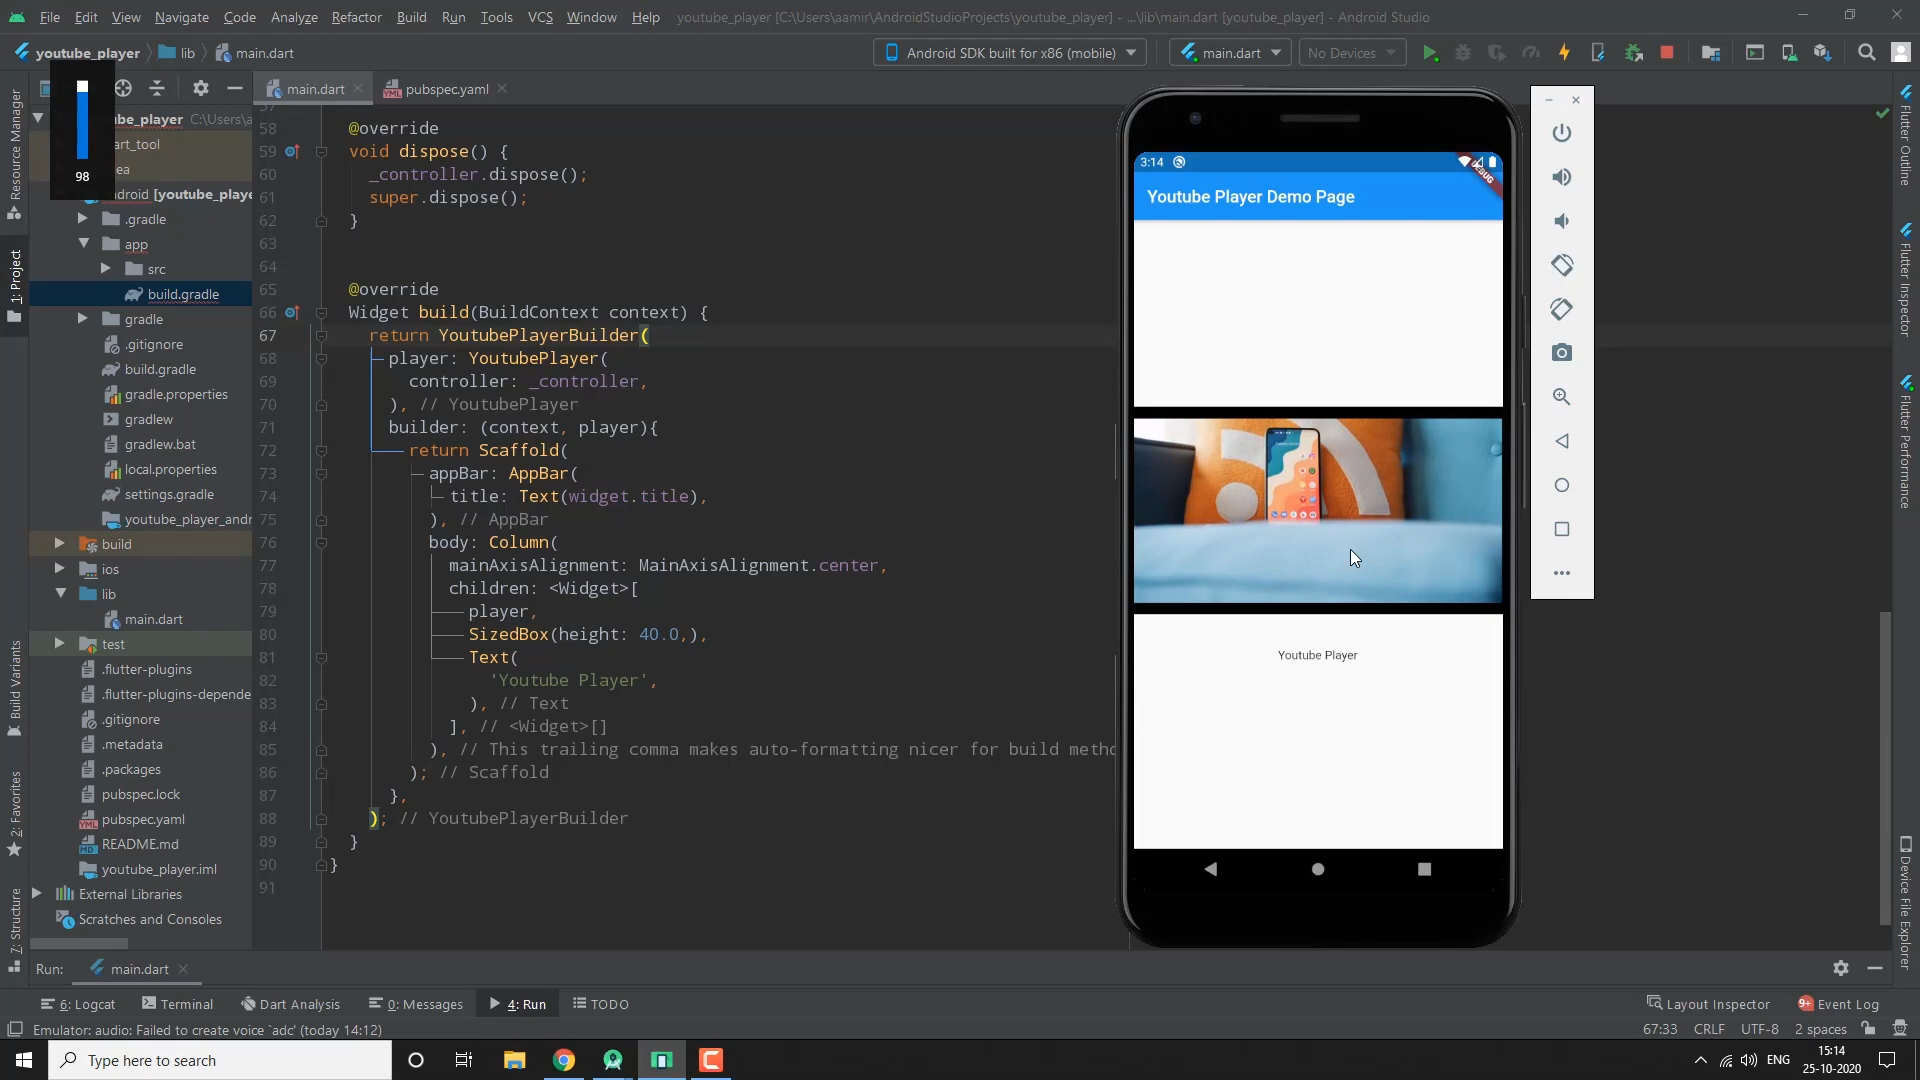 File Edit View Navigate Code Analyze Refactor Build Run Tools VCS Window Help youtube_player [C:\Users\aamir\AndroidStudioProjects\youtube_player] - ...\lib\main.dart [youtube_player] - Android Studio
youtube_player lib main.dart
Android SDK built for x86 (mobile) main.dart No Devices
main.dart pubspec.yaml
98
be_player C:\Users\a
art_tool
ea
android [youtube_playe
.gradle
app
src
build.gradle
gradle
.gitignore
build.gradle
gradle.properties
gradlew
gradlew.bat
local.properties
settings.gradle
youtube_player_andr
build
ios
lib
main.dart
test
.flutter-plugins
.flutter-plugins-depende
.gitignore
.metadata
.packages
pubspec.lock
pubspec.yaml
README.md
youtube_player.iml
External Libraries
Scratches and Consoles
Resource Manager
1: Project
Build Variants
2: Favorites
7: Structure
57
58 @override
59 void dispose() {
60 _controller.dispose();
61 super.dispose();
62 }
63
64
65 @override
66 Widget build(BuildContext context) {
67 return YoutubePlayerBuilder(
68 player: YoutubePlayer(
69 controller: _controller,
70 ), // YoutubePlayer
71 builder: (context, player){
72 return Scaffold(
73 appBar: AppBar(
74 title: Text(widget.title),
75 ), // AppBar
76 body: Column(
77 mainAxisAlignment: MainAxisAlignment.center,
78 children: <Widget>[
79 player,
80 SizedBox(height: 40.0,),
81 Text(
82 'Youtube Player',
83 ), // Text
84 ], // <Widget>[]
85 ), // This trailing comma makes auto-formatting nicer for build metho
86 ); // Scaffold
87 },
88 ); // YoutubePlayerBuilder
89 }
90 }
91
3:14
DEBUG
Youtube Player Demo Page
Youtube Player
Flutter Outline
Flutter Inspector
Flutter Performance
Device File Explorer
Run: main.dart
6: Logcat Terminal Dart Analysis 0: Messages 4: Run TODO Layout Inspector 9+ Event Log
Emulator: audio: Failed to create voice `adc' (today 14:12) 67:33 CRLF UTF-8 2 spaces
Type here to search
ENG
15:14
25-10-2020